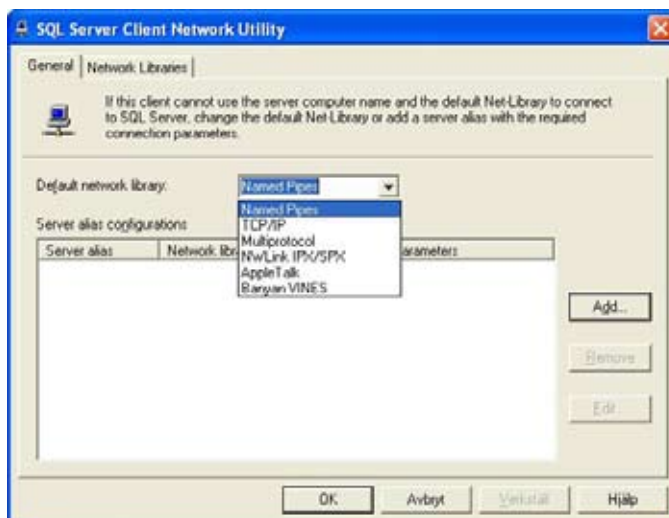 SQL Server Client Network Utility
General Network Libraries
If this client cannot use the server computer name and the default Net-Library to connect
to SQL Server, change the default Net-Library or add a server alias with the required
connection parameters.
Default network library: Named Pipes
Named Pipes
TCP/IP
Multiprotocol
NWLink IPX/SPX
AppleTalk
Banyan VINES
Server alias configurations
Server alias Network libr arameters
Add...
Remove
Edit...
OK Avbryt Verkställ Hjälp